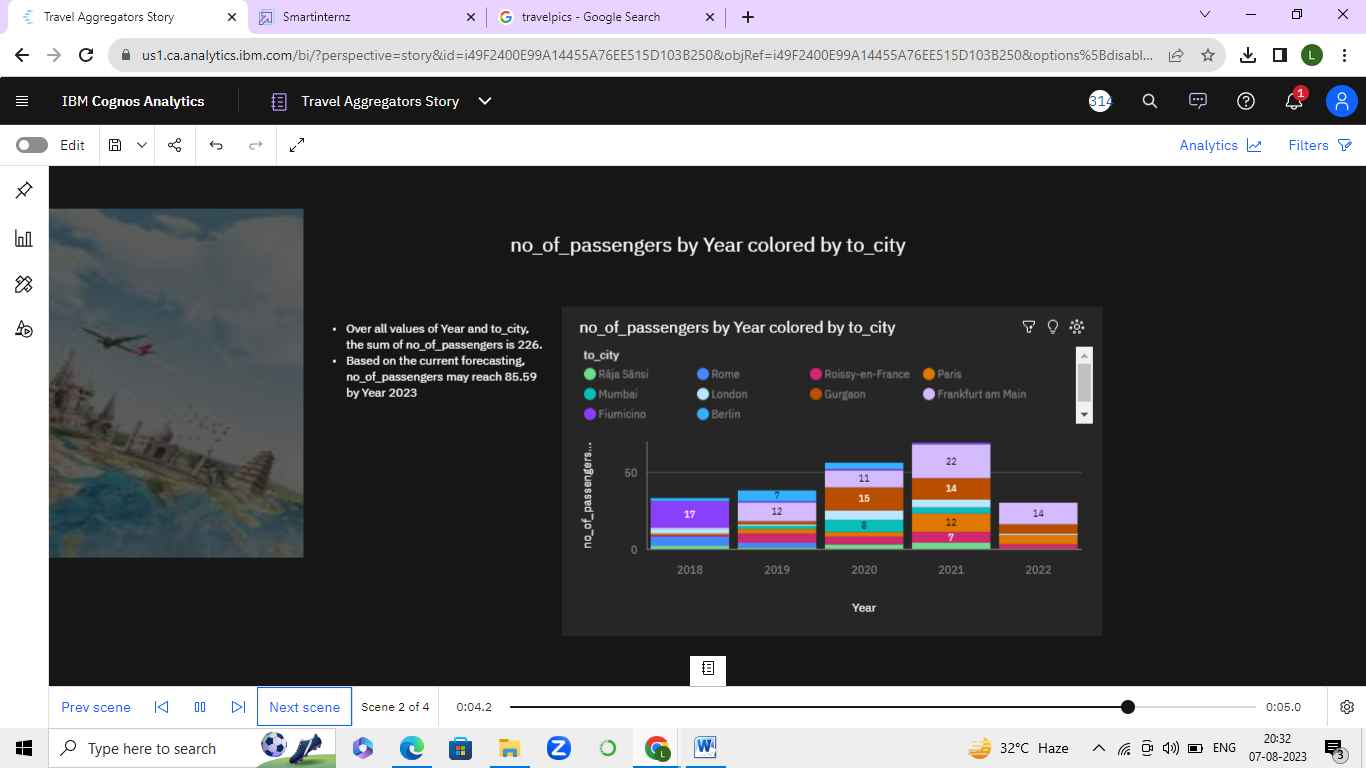 Travel Aggregators Story
Smartinternz
travelpics - Google Search
us1.ca.analytics.ibm.com/bi/?perspective=story&id=i49F2400E99A14455A76EE515D103B250&objRef=i49F2400E99A14455A76EE515D103B250&options%5Bdisabl...
L
IBM Cognos Analytics
Travel Aggregators Story
314
1
Edit
Analytics
Filters
no_of_passengers by Year colored by to_city
• Over all values of Year and to_city,
the sum of no_of_passengers is 226.
• Based on the current forecasting,
no_of_passengers may reach 85.59
by Year 2023
no_of_passengers by Year colored by to_city
to_city
Rāja Sānsi Rome Roissy-en-France Paris
Mumbai London Gurgaon Frankfurt am Main
Fiumicino Berlin
no_of_passengers...
50
0
17
7
12
11
15
8
22
14
12
7
14
2018 2019 2020 2021 2022
Year
Prev scene
Next scene
Scene 2 of 4
0:04.2
0:05.0
Type here to search
L
32°C Haze
ENG
20:32
07-08-2023
3